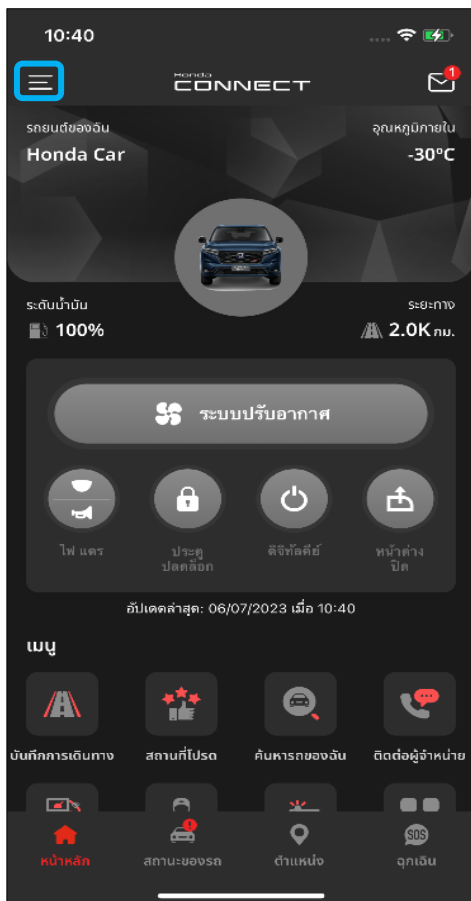 10:40
Honda
CONNECT
1
รถยนต์ของฉัน
อุณหภูมิภายใน
Honda Car
-30°C
ระดับน้ำมัน
ระยะทาง
100%
2.0K กม.
ระบบปรับอากาศ
ไฟ แตร
ประตู
ปลดล็อก
ดิจิทัลคีย์
หน้าต่าง
ปิด
อัปเดตล่าสุด: 06/07/2023 เมื่อ 10:40
เมนู
บันทึกการเดินทาง
สถานที่โปรด
ค้นหารถของฉัน
ติดต่อผู้จำหน่าย
หน้าหลัก
สถานะของรถ
ตำแหน่ง
SOS
ฉุกเฉิน